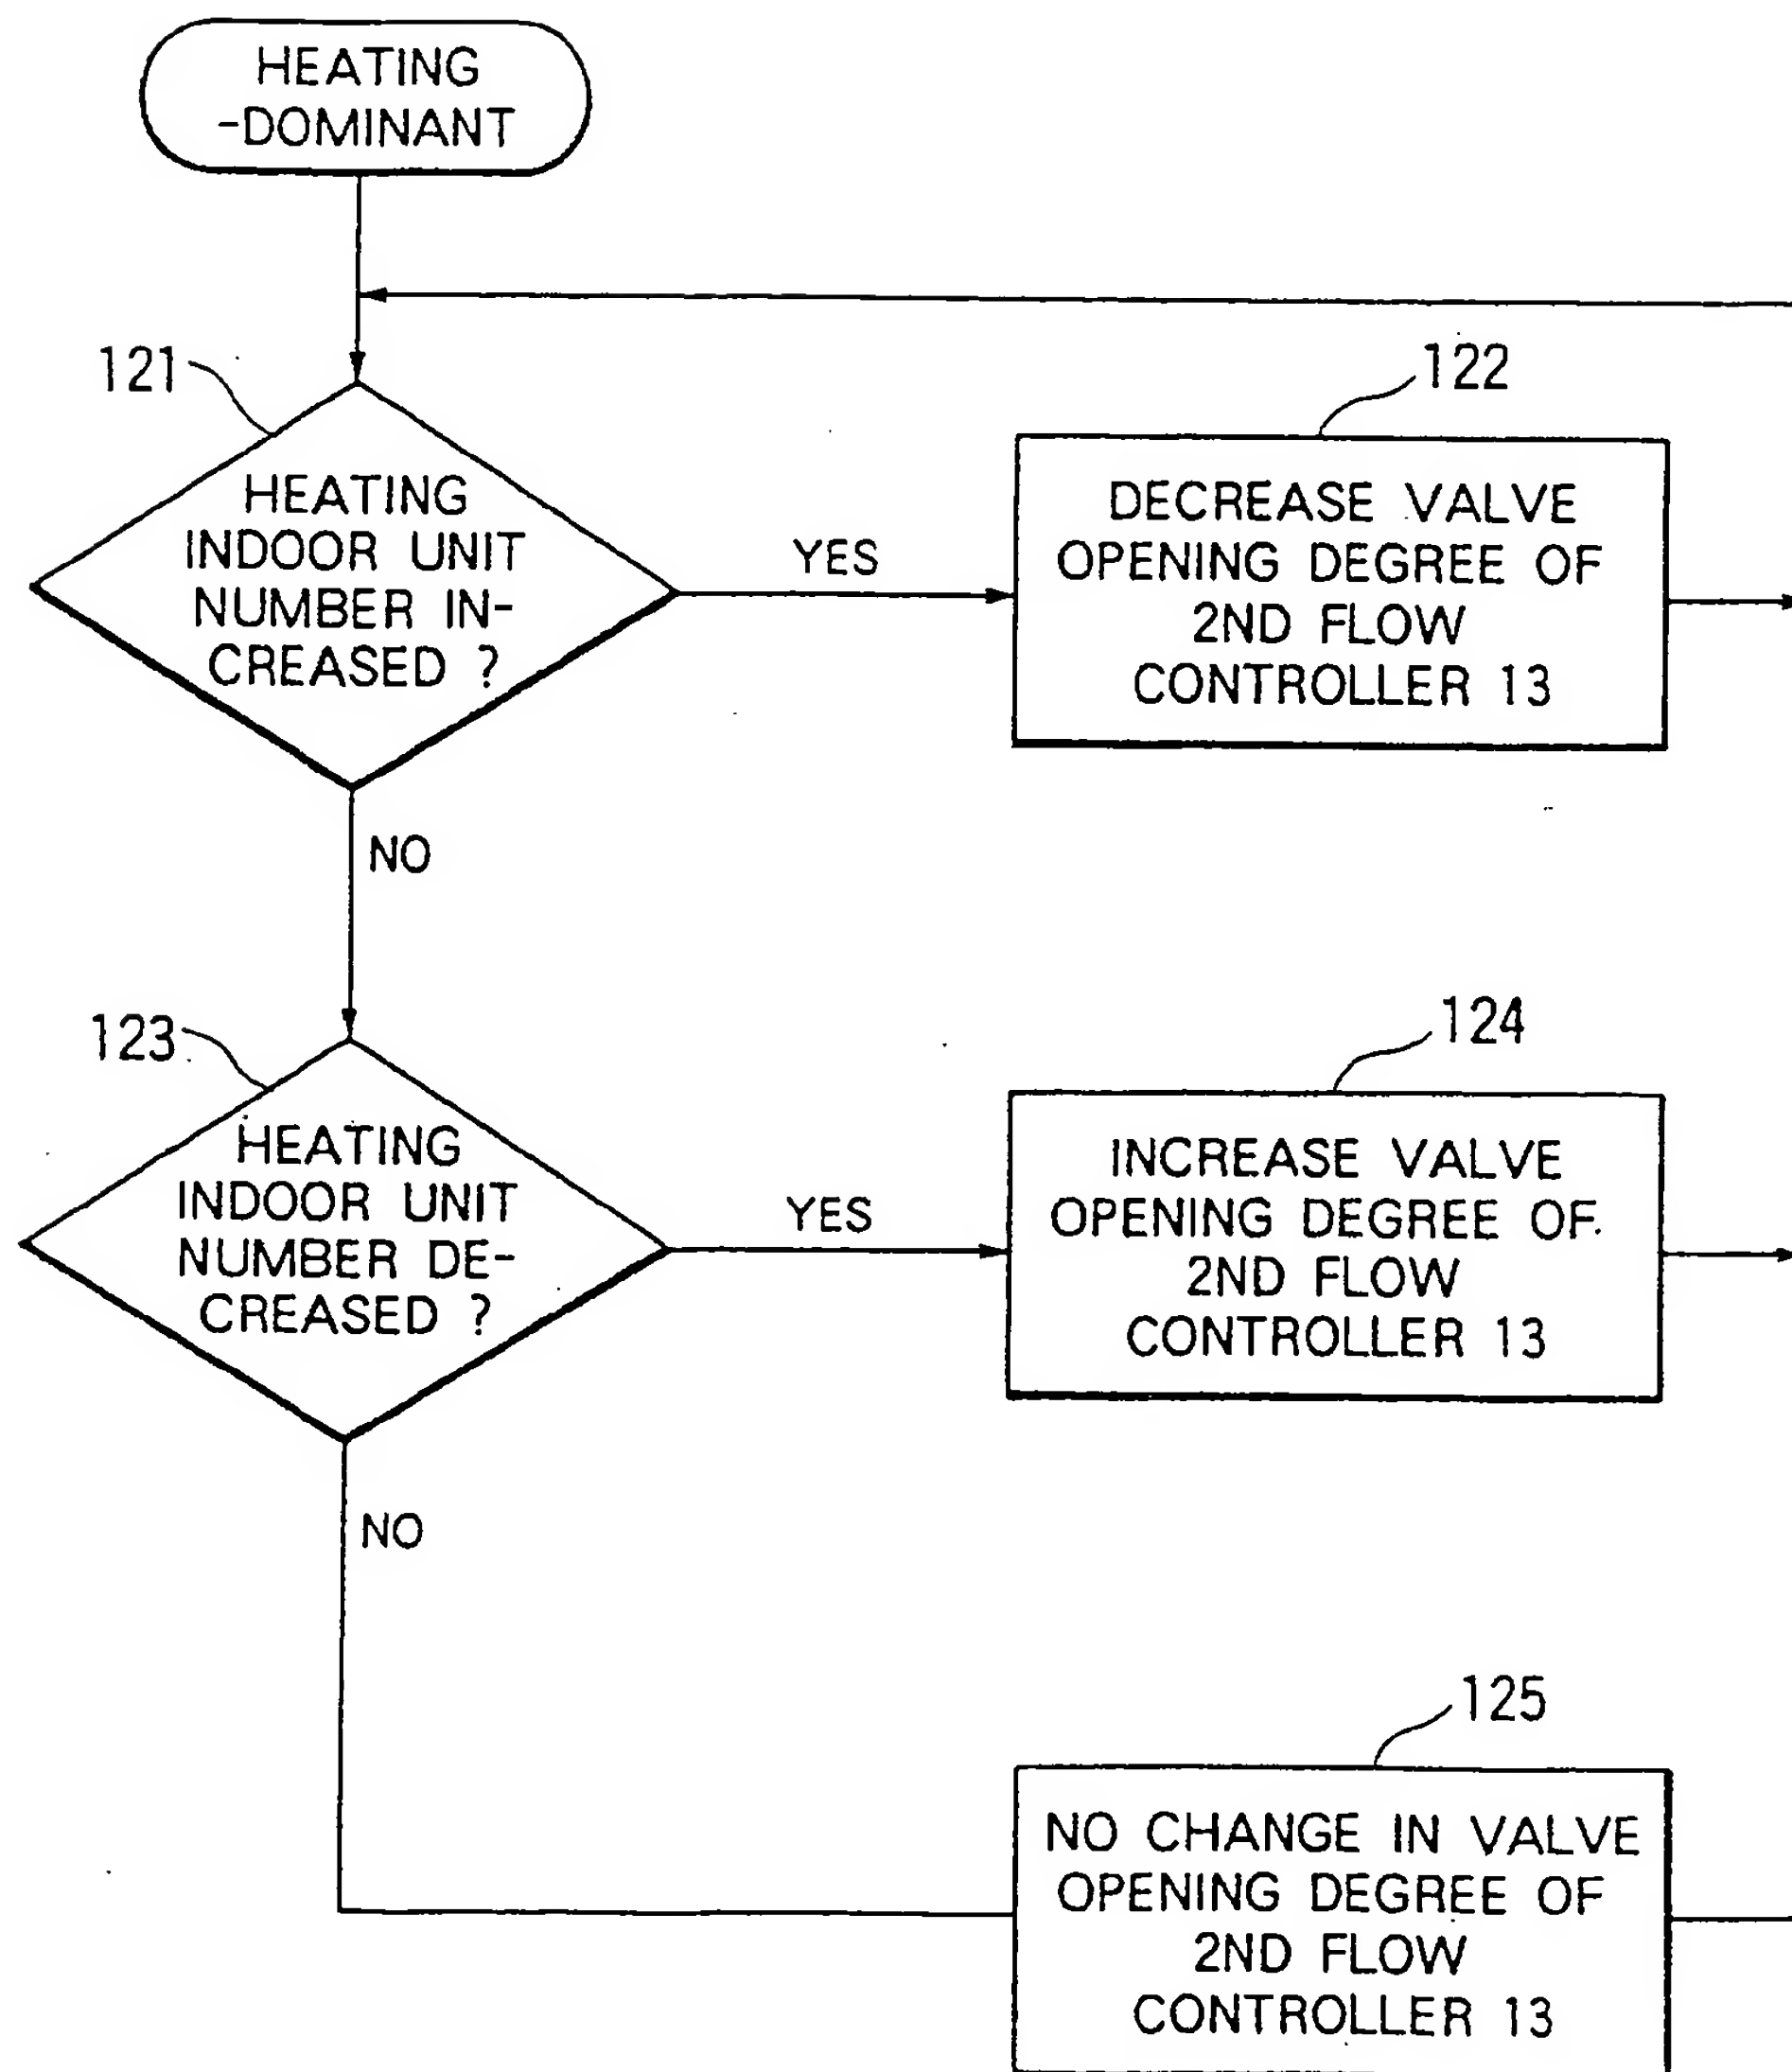 HEATING
-DOMINANT
121
HEATING
INDOOR UNIT
NUMBER IN-
CREASED ?
YES
122
DECREASE VALVE
OPENING DEGREE OF
2ND FLOW
CONTROLLER 13
NO
123
HEATING
INDOOR UNIT
NUMBER DE-
CREASED ?
YES
124
INCREASE VALVE
OPENING DEGREE OF
2ND FLOW
CONTROLLER 13
NO
125
NO CHANGE IN VALVE
OPENING DEGREE OF
2ND FLOW
CONTROLLER 13